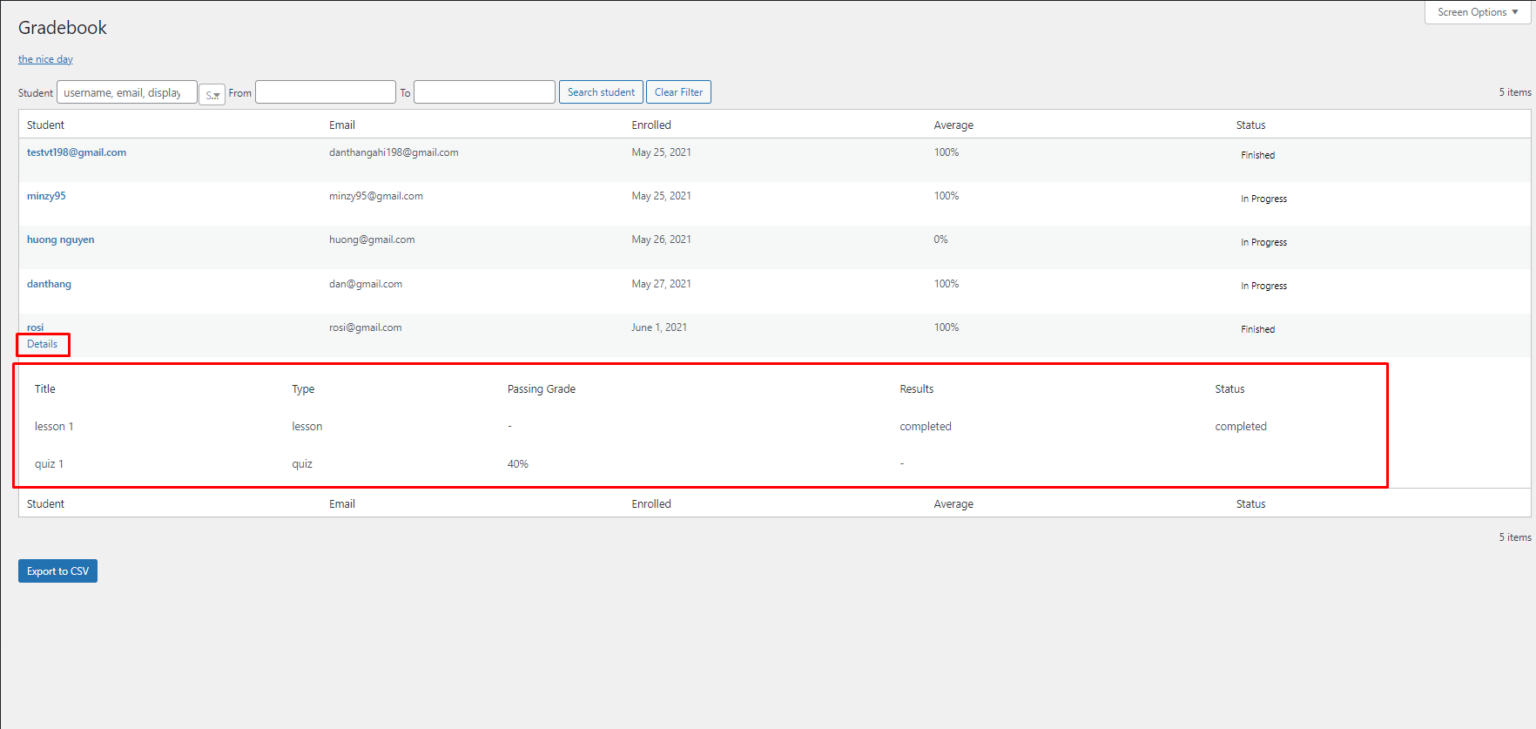 Screen Options ▼
Gradebook
the nice day
Student username, email, display S.. From To Search student Clear Filter 5 items
Student Email Enrolled Average Status
testvt198@gmail.com danthangahi198@gmail.com May 25, 2021 100% Finished
minzy95 minzy95@gmail.com May 25, 2021 100% In Progress
huong nguyen huong@gmail.com May 26, 2021 0% In Progress
danthang dan@gmail.com May 27, 2021 100% In Progress
rosi rosi@gmail.com June 1, 2021 100% Finished
Details
Title Type Passing Grade Results Status
lesson 1 lesson - completed completed
quiz 1 quiz 40% -
Student Email Enrolled Average Status
5 items
Export to CSV